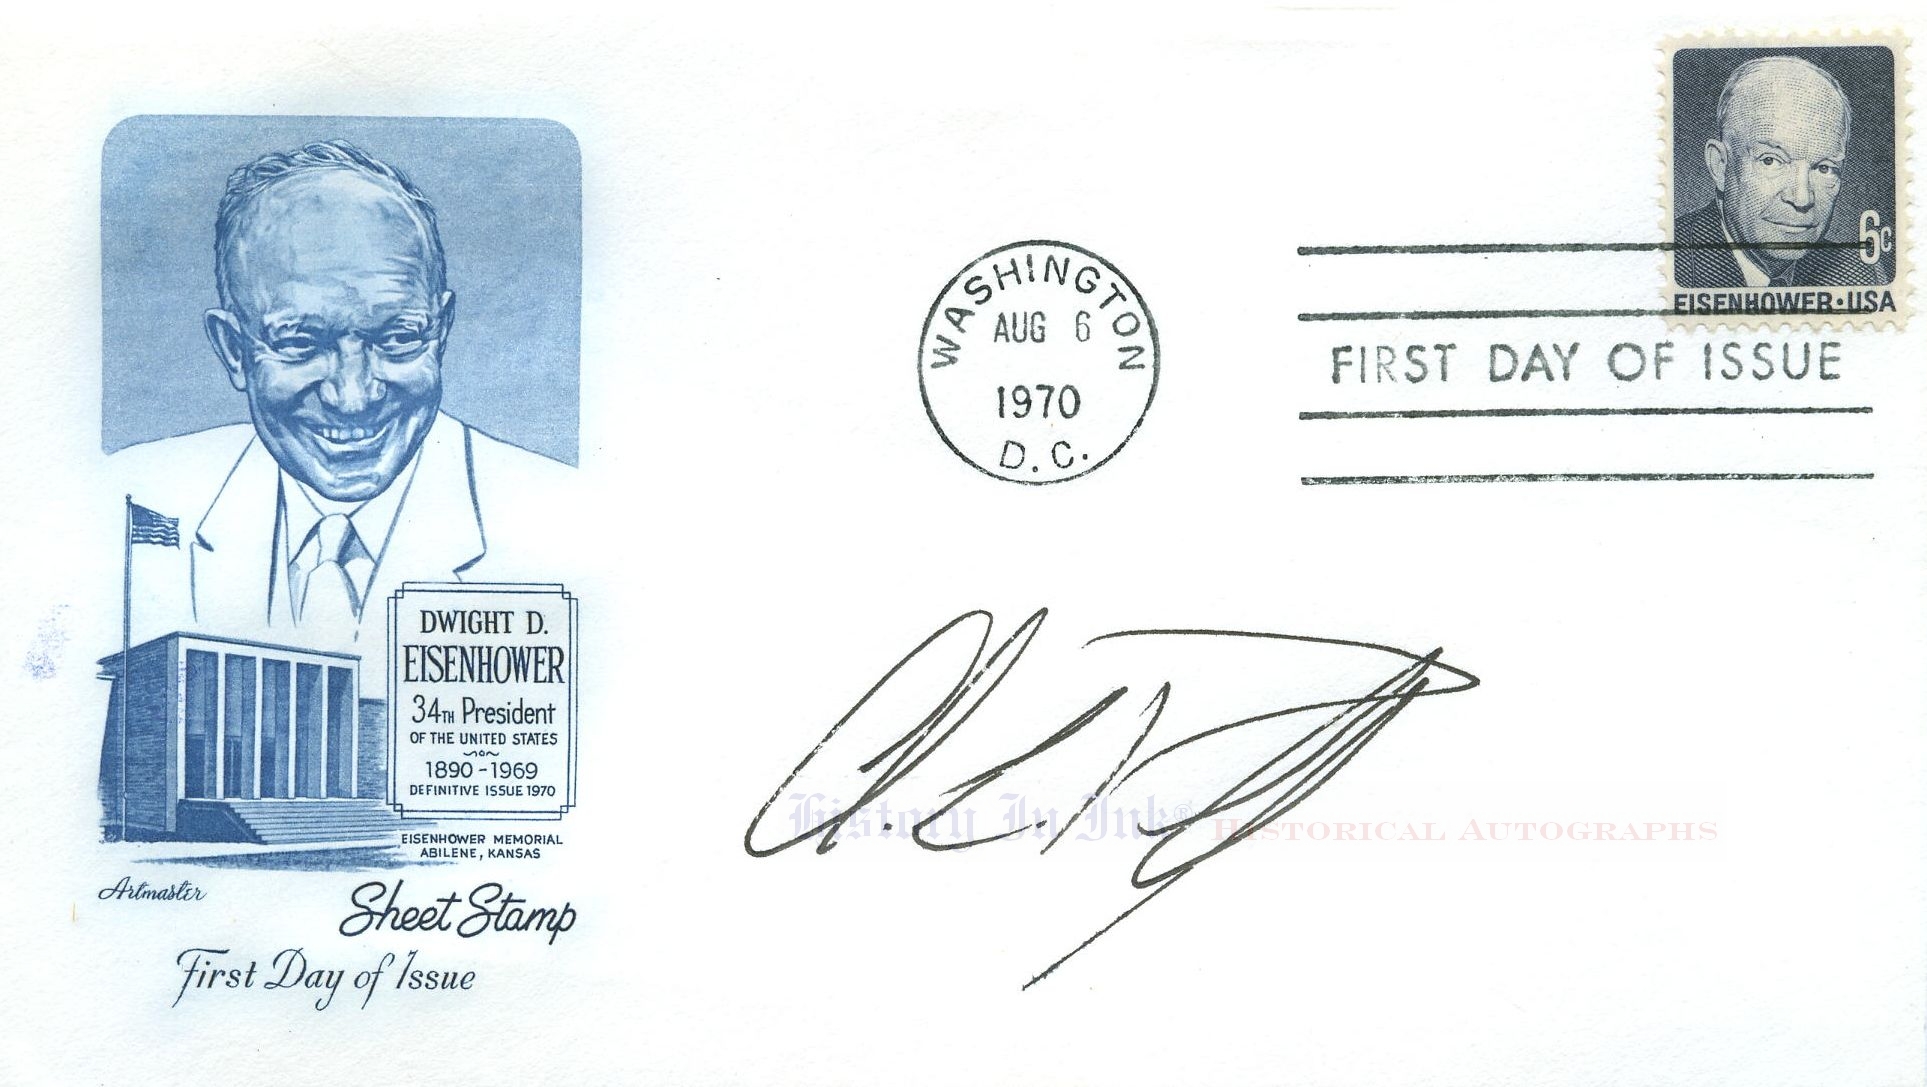 DWIGHT D.
EISENHOWER
34TH President
OF THE UNITED STATES
1890-1969
DEFINITIVE ISSUE 1970
EISENHOWER MEMORIAL
ABILENE, KANSAS
Artmaster
Sheet Stamp
First Day of Issue
WASHINGTON
AUG 6
1970
D.C.
6c
EISENHOWER·USA
FIRST DAY OF ISSUE
History In Ink® HISTORICAL AUTOGRAPHS